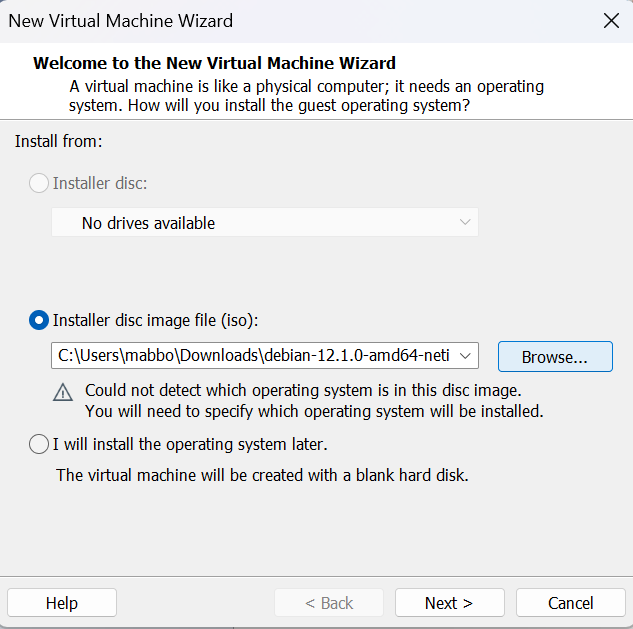 New Virtual Machine Wizard
Welcome to the New Virtual Machine Wizard
A virtual machine is like a physical computer; it needs an operating
system. How will you install the guest operating system?
Install from:
Installer disc:
No drives available
Installer disc image file (iso):
C:\Users\mabbo\Downloads\debian-12.1.0-amd64-neti
Browse...
Could not detect which operating system is in this disc image.
You will need to specify which operating system will be installed.
I will install the operating system later.
The virtual machine will be created with a blank hard disk.
Help
< Back
Next >
Cancel